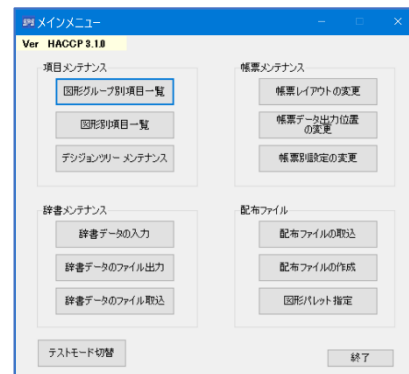 メインメニュー
Ver HACCP 3.1.0
項目メンテナンス
図形グループ別項目一覧
図形別項目一覧
デシジョンツリー メンテナンス
帳票メンテナンス
帳票レイアウトの変更
帳票データ出力位置
の変更
帳票別設定の変更
辞書メンテナンス
辞書データの入力
辞書データのファイル出力
辞書データのファイル取込
配布ファイル
配布ファイルの取込
配布ファイルの作成
図形パレット指定
テストモード切替
終了